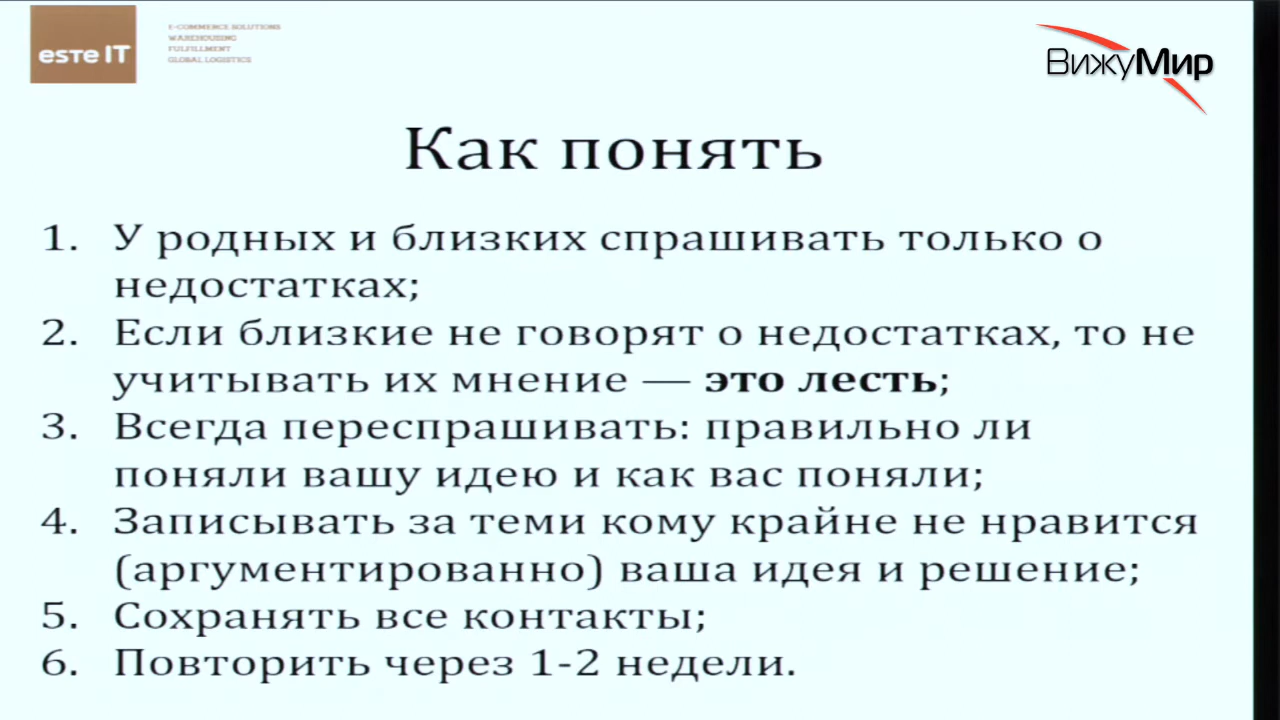 este IT
E-COMMERCE SOLUTIONS
WAREHOUSING
FULFILLMENT
GLOBAL LOGISTICS
ВижуМир
Как понять
1. У родных и близких спрашивать только о
недостатках;
2. Если близкие не говорят о недостатках, то не
учитывать их мнение — это лесть;
3. Всегда переспрашивать: правильно ли
поняли вашу идею и как вас поняли;
4. Записывать за теми кому крайне не нравится
(аргументированно) ваша идея и решение;
5. Сохранять все контакты;
6. Повторить через 1-2 недели.